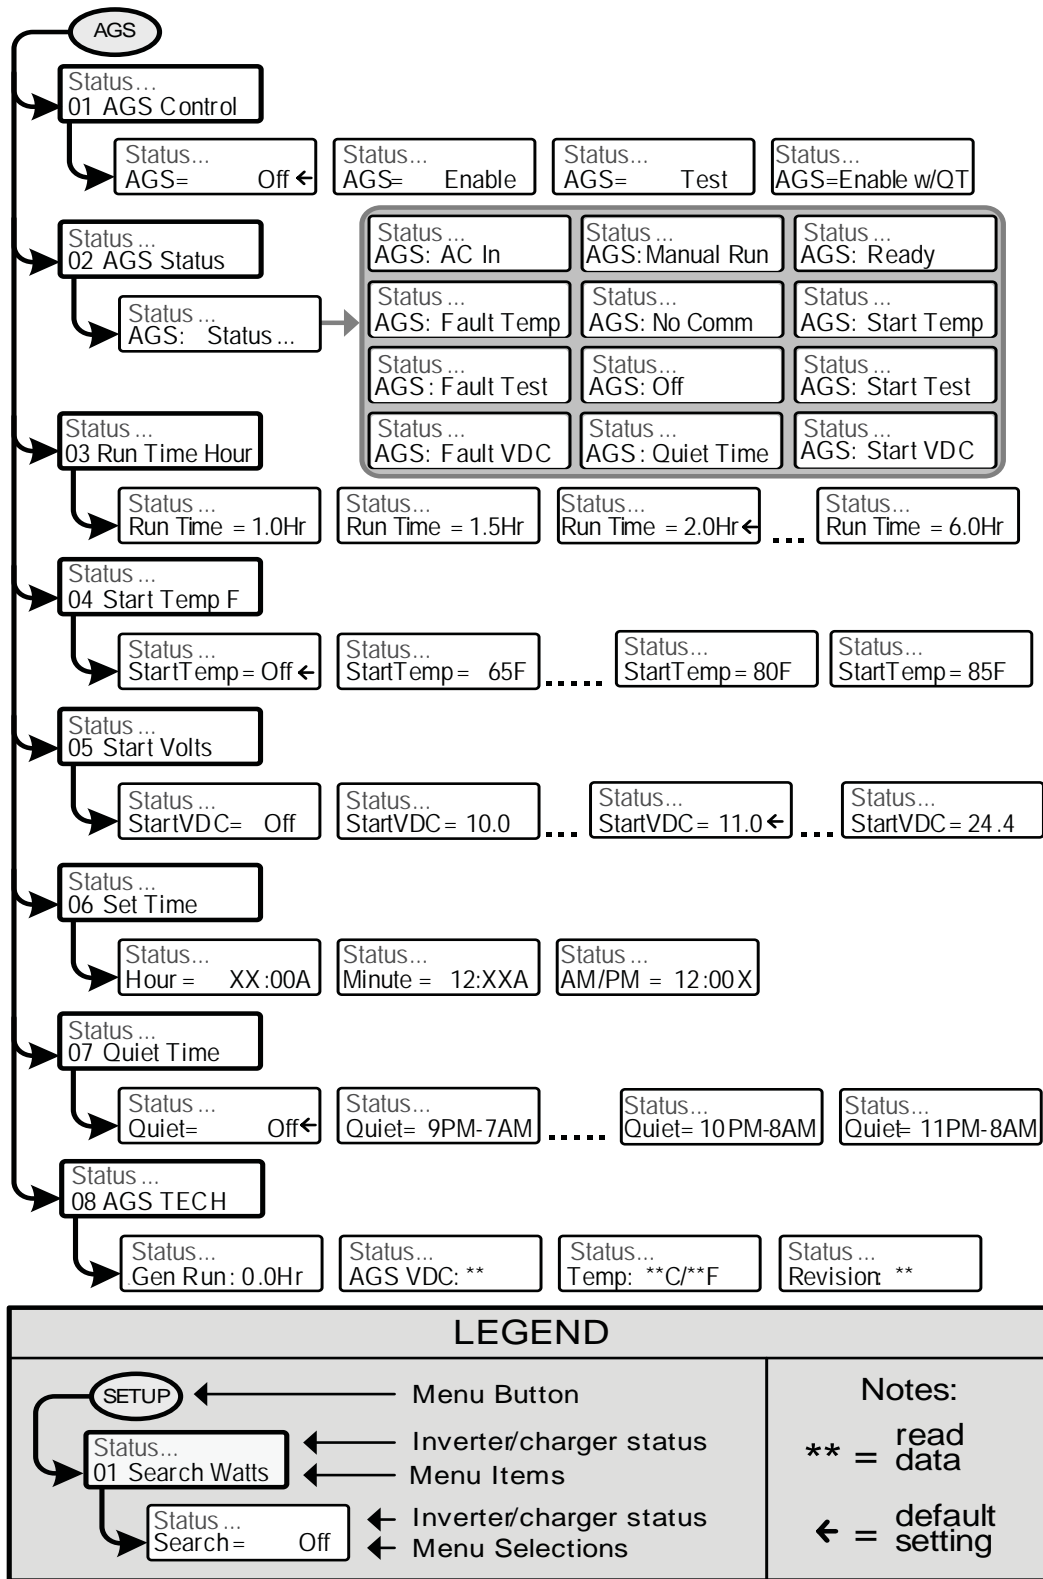 AGS
Status...
01 AGS Control
Status...
AGS= Off ←
Status...
AGS= Enable
Status...
AGS= Test
Status...
AGS=Enable w/QT
Status ...
02 AGS Status
Status ...
AGS: Status ...
Status ...
AGS: AC In
Status ...
AGS: Manual Run
Status ...
AGS: Ready
Status ...
AGS: Fault Temp
Status...
AGS: No Comm
Status ...
AGS: Start Temp
Status ...
AGS: Fault Test
Status...
AGS: Off
Status...
AGS: Start Test
Status ...
AGS: Fault VDC
Status...
AGS: Quiet Time
Status ...
AGS: Start VDC
Status ...
03 Run Time Hour
Status ...
Run Time = 1.0Hr
Status...
Run Time = 1.5Hr
Status...
Run Time = 2.0Hr ←
....
Status...
Run Time = 6.0Hr
Status ...
04 Start Temp F
Status ...
StartTemp= Off ←
Status...
StartTemp= 65F
.....
Status...
StartTemp= 80F
Status...
StartTemp= 85F
Status ...
05 Start Volts
Status ...
StartVDC= Off
Status...
StartVDC= 10.0
....
Status...
StartVDC= 11.0 ←
....
Status...
StartVDC= 24.4
Status ...
06 Set Time
Status...
Hour = XX:00A
Status...
Minute = 12:XXA
Status ...
AM/PM = 12:00X
Status ...
07 Quiet Time
Status ...
Quiet= Off ←
Status...
Quiet= 9PM-7AM
.....
Status...
Quiet= 10PM-8AM
Status...
Quiet= 11PM-8AM
Status ...
08 AGS TECH
Status...
Gen Run: 0.0Hr
Status...
AGS VDC: **
Status...
Temp: **C/**F
Status ...
Revision: **
LEGEND
SETUP
Menu Button
Status...
01 Search Watts
Inverter/charger status
Menu Items
Status ...
Search= Off
Inverter/charger status
Menu Selections
Notes:
** = read data
← = default setting